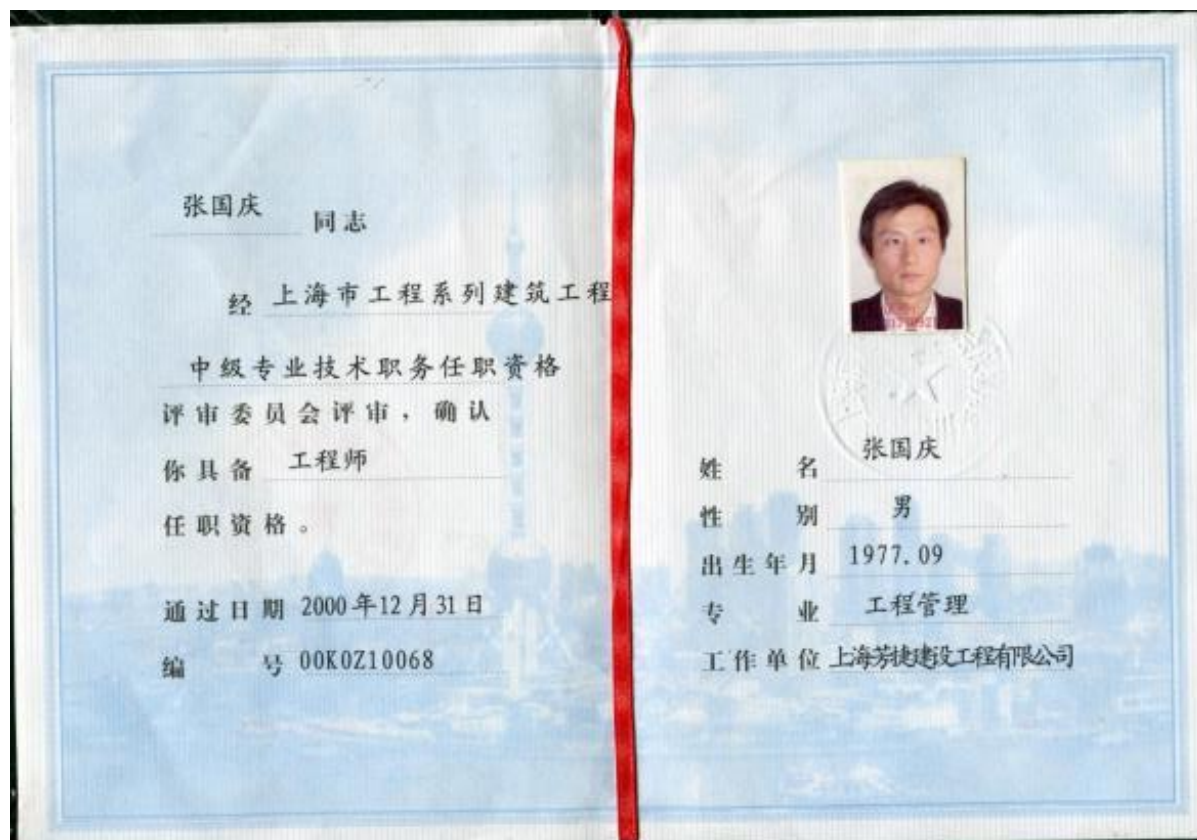 张国庆 同志
经 上海市工程系列建筑工程
中级专业技术职务任职资格
评审委员会评审，确认
你具备 工程师
任职资格。
通过日期 2000年12月31日
编号 00K0Z10068
姓名 张国庆
性别 男
出生年月 1977.09
专业 工程管理
工作单位 上海芳捷建设工程有限公司